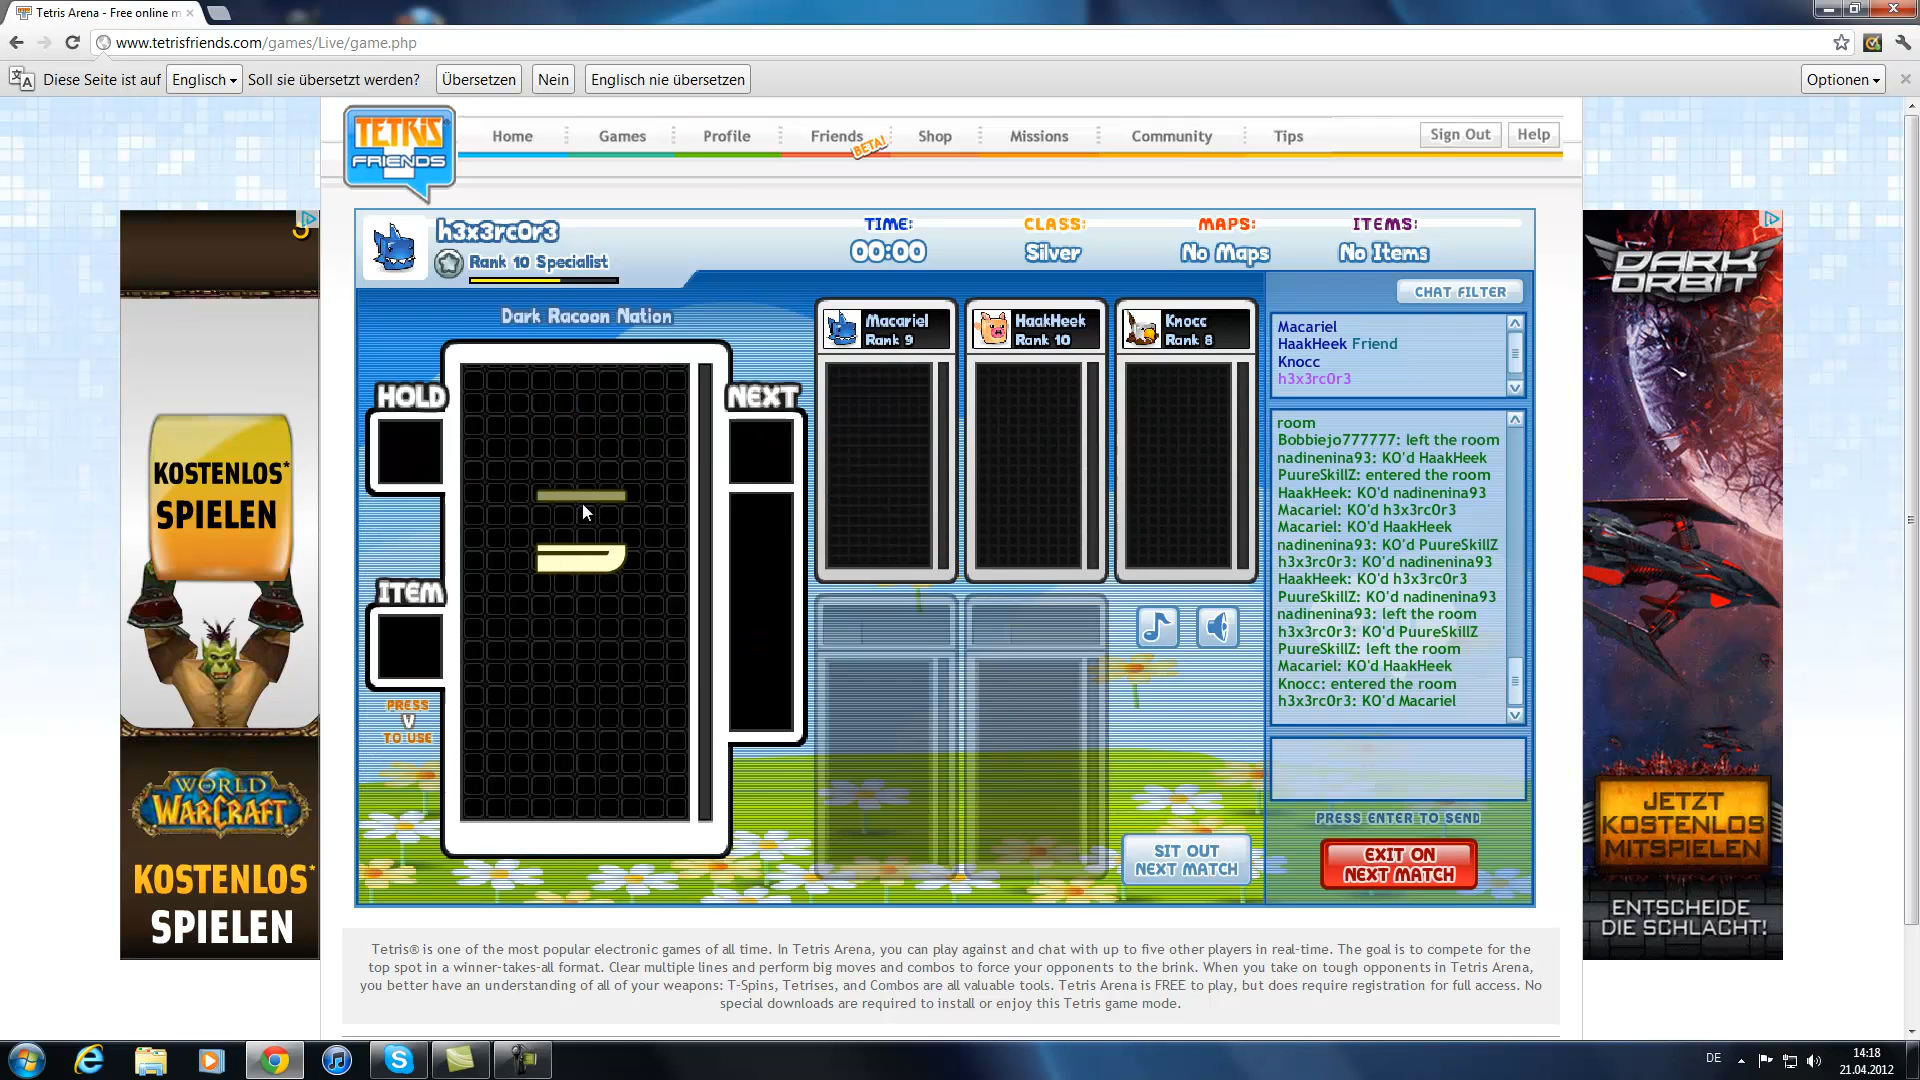 Tetris Arena - Free online m
www.tetrisfriends.com/games/Live/game.php
Diese Seite ist auf Englisch Soll sie übersetzt werden? Übersetzen Nein Englisch nie übersetzen Optionen
TETRIS
FRIENDS
Home Games Profile Friends BETA! Shop Missions Community Tips Sign Out Help
h3x3rc0r3
Rank 10 Specialist
TIME: CLASS: MAPS: ITEMS:
00:00 Silver No Maps No Items
Dark Racoon Nation
HOLD
NEXT
ITEM
PRESS
V
TO USE
Macariel
Rank 9
HaakHeek
Rank 10
Knocc
Rank 8
CHAT FILTER
Macariel
HaakHeek Friend
Knocc
h3x3rc0r3
room
Bobbiejo777777: left the room
nadinenina93: KO'd HaakHeek
PuureSkillZ: entered the room
HaakHeek: KO'd nadinenina93
Macariel: KO'd h3x3rc0r3
Macariel: KO'd HaakHeek
nadinenina93: KO'd PuureSkillZ
h3x3rc0r3: KO'd nadinenina93
HaakHeek: KO'd h3x3rc0r3
PuureSkillZ: KO'd nadinenina93
nadinenina93: left the room
h3x3rc0r3: KO'd PuureSkillZ
PuureSkillZ: left the room
Macariel: KO'd HaakHeek
Knocc: entered the room
h3x3rc0r3: KO'd Macariel
PRESS ENTER TO SEND
SIT OUT
NEXT MATCH
EXIT ON
NEXT MATCH
KOSTENLOS*
SPIELEN
WORLD
OF
WARCRAFT
KOSTENLOS*
SPIELEN
DARK
ORBIT
JETZT
KOSTENLOS
MITSPIELEN
ENTSCHEIDE
DIE SCHLACHT!
Tetris® is one of the most popular electronic games of all time. In Tetris Arena, you can play against and chat with up to five other players in real-time. The goal is to compete for the
top spot in a winner-takes-all format. Clear multiple lines and perform big moves and combos to force your opponents to the brink. When you take on tough opponents in Tetris Arena,
you better have an understanding of all of your weapons: T-Spins, Tetrises, and Combos are all valuable tools. Tetris Arena is FREE to play, but does require registration for full access. No
special downloads are required to install or enjoy this Tetris game mode.
DE
14:18
21.04.2012